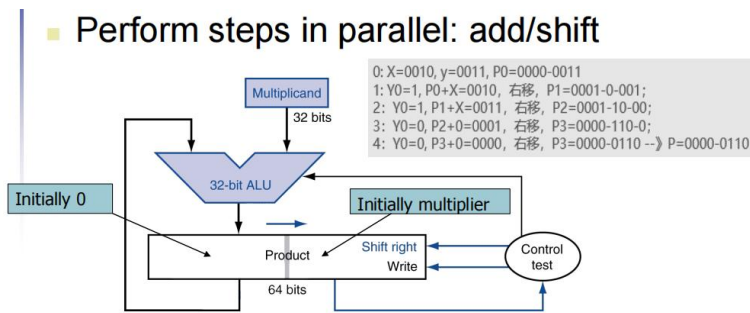 Perform steps in parallel: add/shift
0: X=0010, y=0011, P0=0000-0011
1: Y0=1, P0+X=0010, 右移, P1=0001-0-001;
2: Y0=1, P1+X=0011, 右移, P2=0001-10-00;
3: Y0=0, P2+0=0001, 右移, P3=0000-110-0;
4: Y0=0, P3+0=0000, 右移, P3=0000-0110 --》 P=0000-0110
Multiplicand
32 bits
32-bit ALU
Initially 0
Initially multiplier
Product
Shift right
Write
Control
test
64 bits